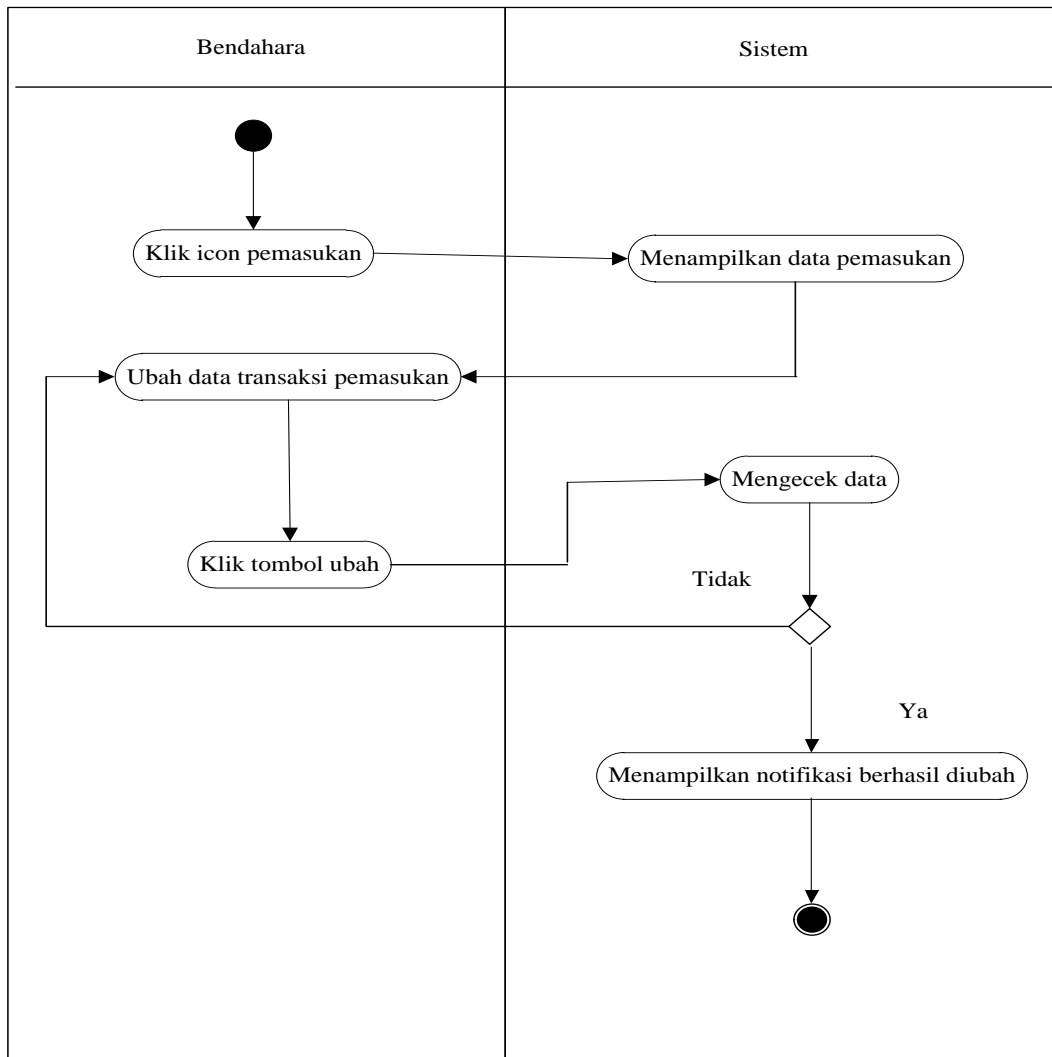 Bendahara
Sistem
Klik icon pemasukan
Menampilkan data pemasukan
Ubah data transaksi pemasukan
Mengecek data
Klik tombol ubah
Tidak
Ya
Menampilkan notifikasi berhasil diubah